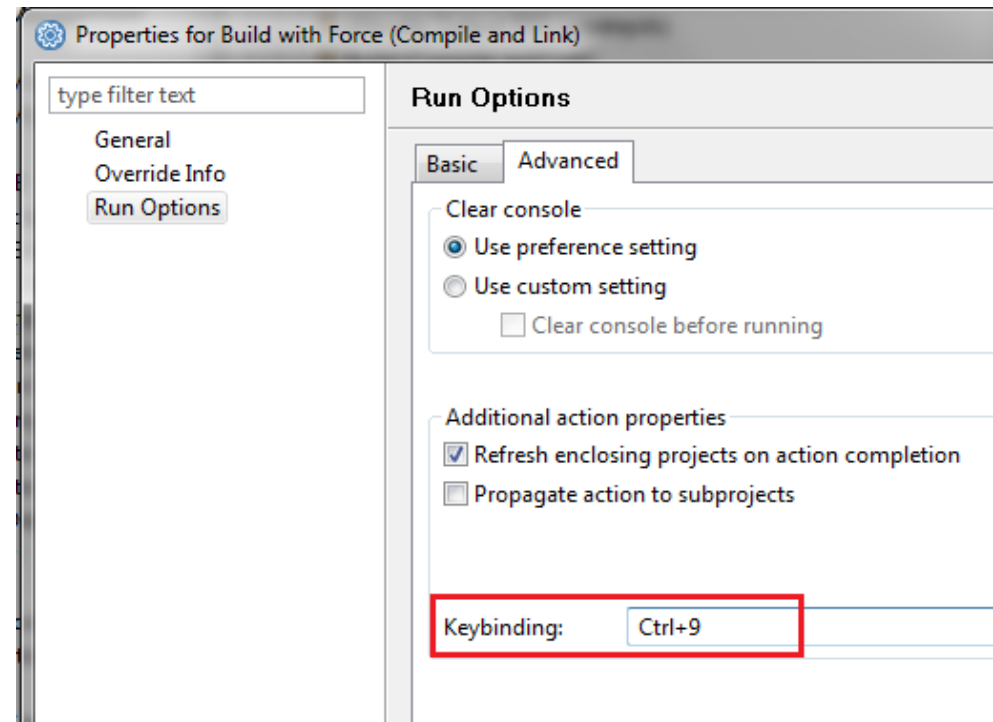 Properties for Build with Force (Compile and Link)
type filter text
General
Override Info
Run Options
Run Options
Basic
Advanced
Clear console
Use preference setting
Use custom setting
Clear console before running
Additional action properties
Refresh enclosing projects on action completion
Propagate action to subprojects
Keybinding: Ctrl+9